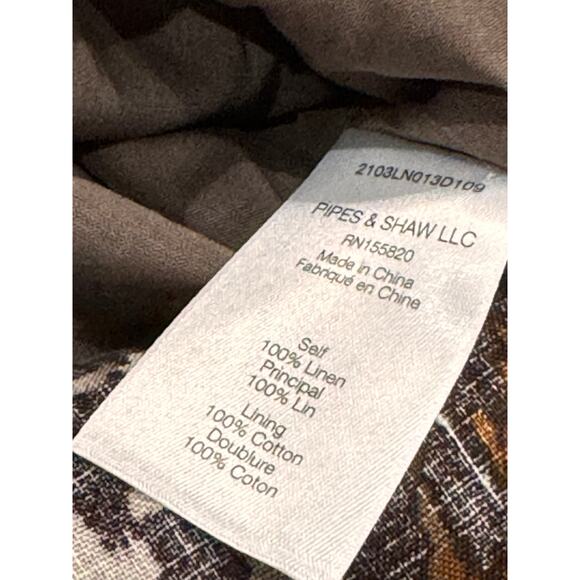 2103LN013D109
PIPES & SHAW LLC
RN155820
Made in China
Fabriqué en Chine
Self
100% Linen
Principal
100% Lin
Lining
100% Cotton
Doublure
100% Coton